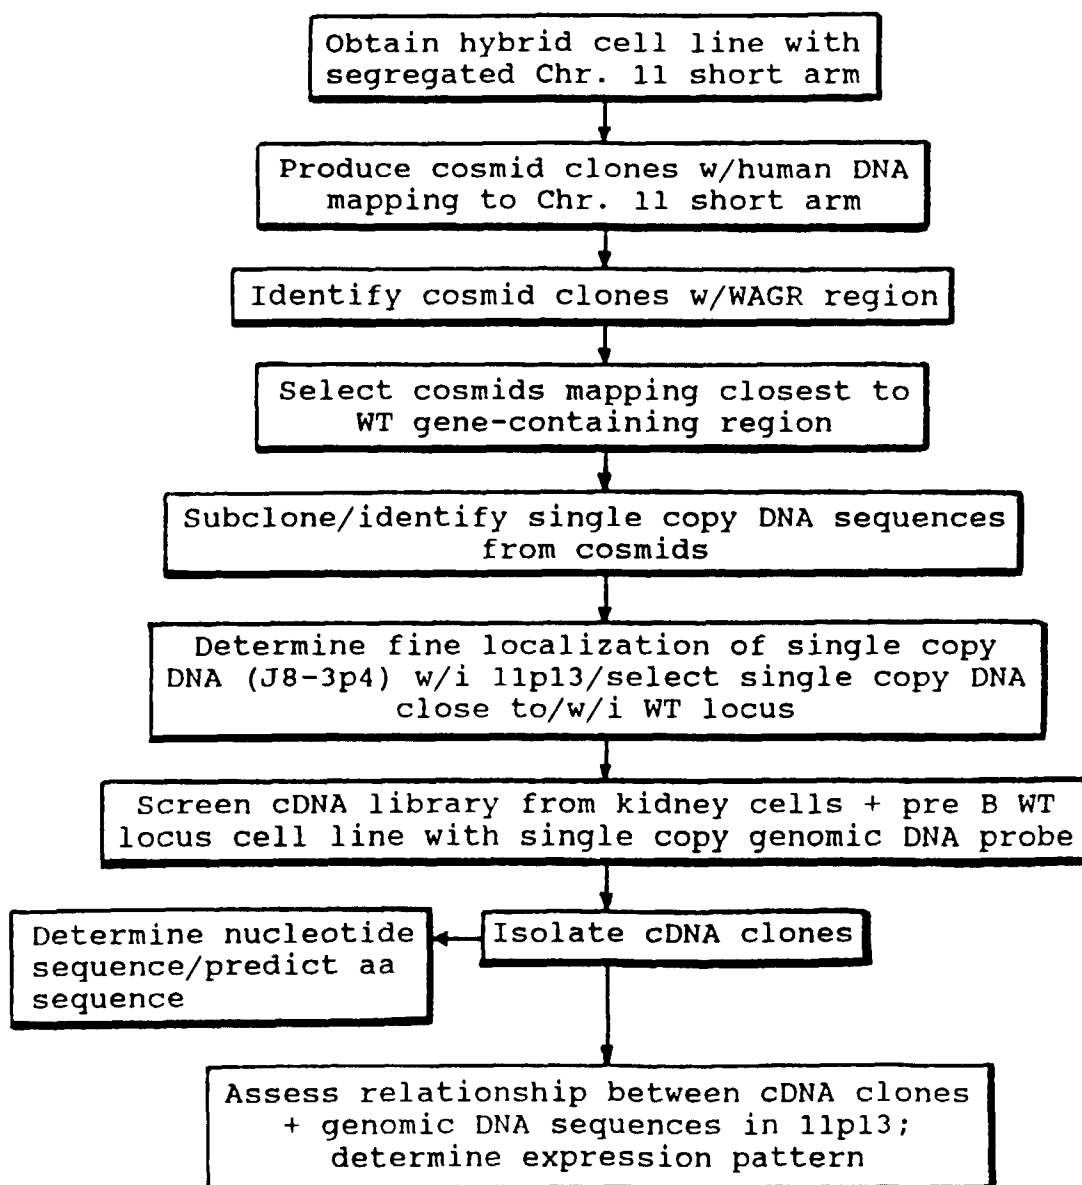 Obtain hybrid cell line with
segregated Chr. 11 short arm
Produce cosmid clones w/human DNA
mapping to Chr. 11 short arm
Identify cosmid clones w/WAGR region
Select cosmids mapping closest to
WT gene-containing region
Subclone/identify single copy DNA sequences
from cosmids
Determine fine localization of single copy
DNA (J8-3p4) w/i 11p13/select single copy DNA
close to/w/i WT locus
Screen cDNA library from kidney cells + pre B WT
locus cell line with single copy genomic DNA probe
Isolate cDNA clones
Determine nucleotide
sequence/predict aa
sequence
Assess relationship between cDNA clones
+ genomic DNA sequences in 11p13;
determine expression pattern